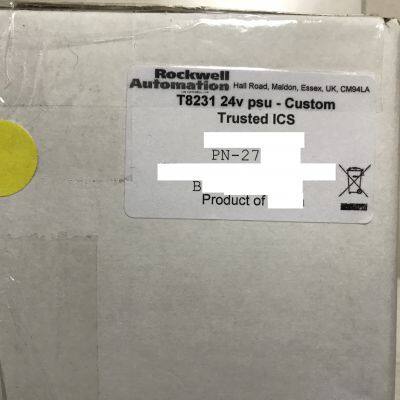 Rockwell
Automation Hall Road, Maldon, Essex, UK, CM94LA
T8231 24v psu - Custom
Trusted ICS
PN-27
B
Product of